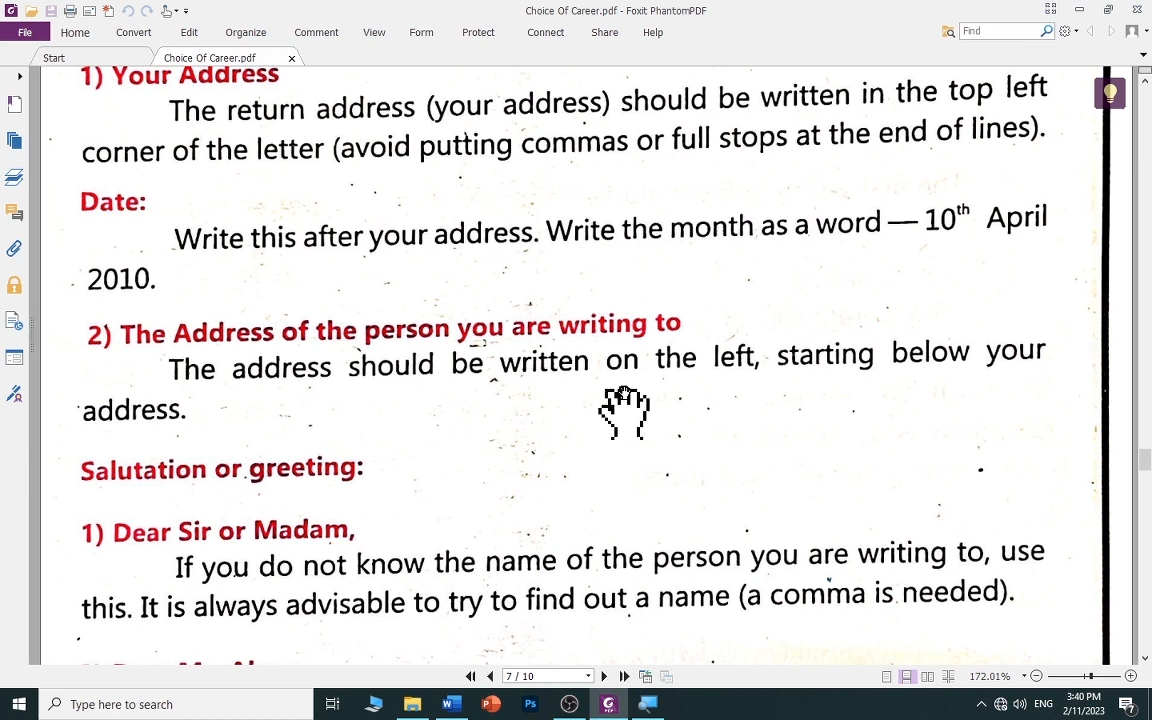 Choice Of Career.pdf - Foxit PhantomPDF
File Home Convert Edit Organize Comment View Form Protect Connect Share Help Find
Start Choice Of Career.pdf
1) Your Address
The return address (your address) should be written in the top left
corner of the letter (avoid putting commas or full stops at the end of lines).
Date:
Write this after your address. Write the month as a word — 10th April
2010.
2) The Address of the person you are writing to
The address should be written on the left, starting below your
address.
Salutation or greeting:
1) Dear Sir or Madam,
If you do not know the name of the person you are writing to, use
this. It is always advisable to try to find out a name (a comma is needed).
7 / 10 172.01%
Type here to search ENG 3:40 PM
2/11/2023